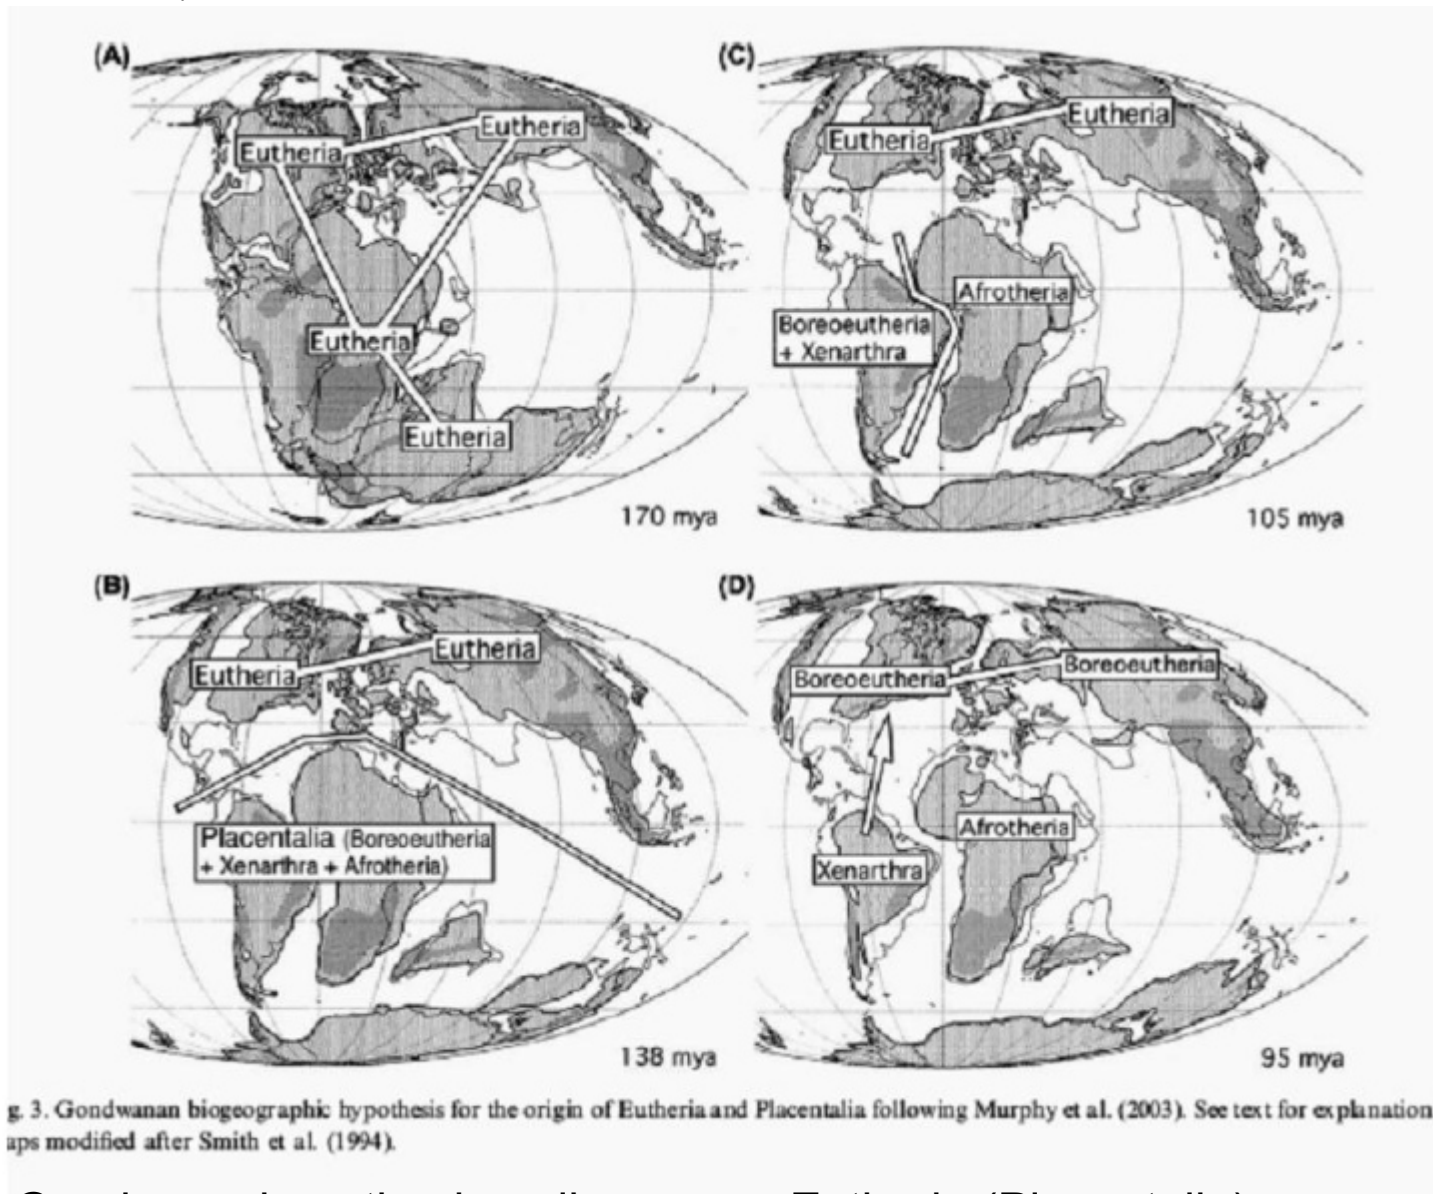 (A)
Eutheria
Eutheria
Eutheria
Eutheria
170 mya
(C)
Eutheria
Eutheria
Afrotheria
Boreoeutheria
+ Xenarthra
105 mya
(B)
Eutheria
Eutheria
Placentalia (Boreoeutheria
+ Xenarthra + Afrotheria)
138 mya
(D)
Boreoeutheria
Boreoeutheria
Afrotheria
Xenarthra
95 mya
g. 3. Gondwanan biogeographic hypothesis for the origin of Eutheria and Placentalia following Murphy et al. (2003). See text for explanation
aps modified after Smith et al. (1994).